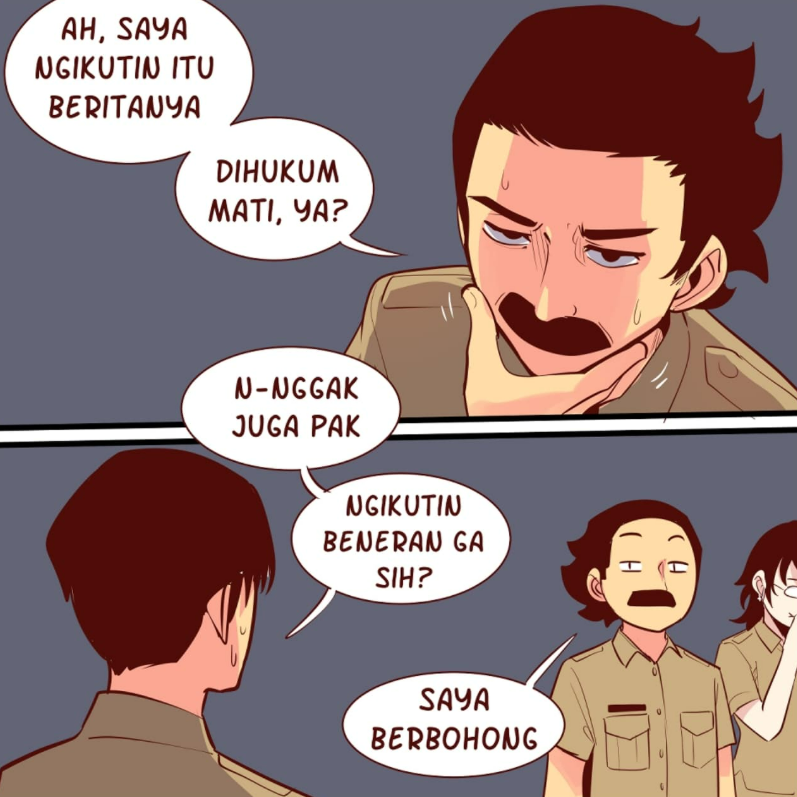 AH, SAYA
NGIKUTIN ITU
BERITANYA
DIHUKUM
MATI, YA?
N-NGGAK
JUGA PAK
NGIKUTIN
BENERAN GA
SIH?
SAYA
BERBOHONG